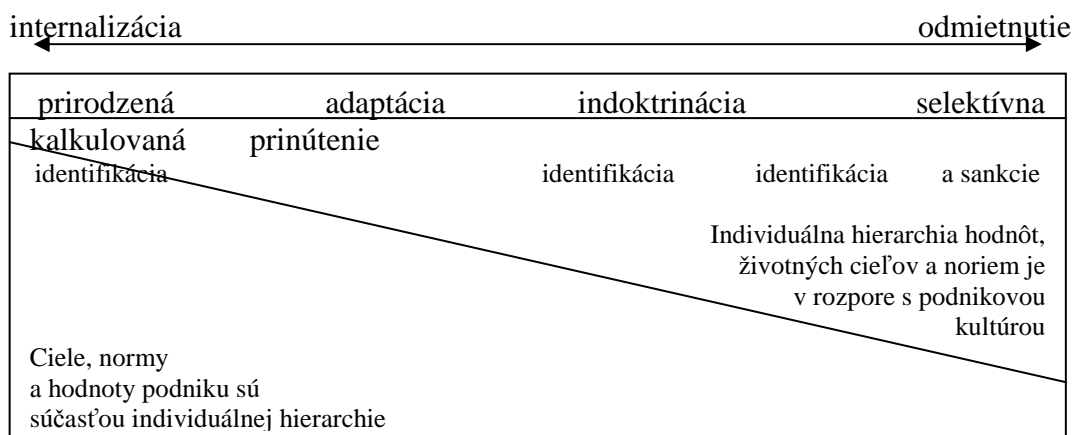 internalizácia odmietnutie
prirodzená adaptácia indoktrinácia selektívna
kalkulovaná prinútenie
identifikácia identifikácia identifikácia a sankcie
Individuálna hierarchia hodnôt,
životných cieľov a noriem je
v rozpore s podnikovou
kultúrou
Ciele, normy
a hodnoty podniku sú
súčasťou individuálnej hierarchie